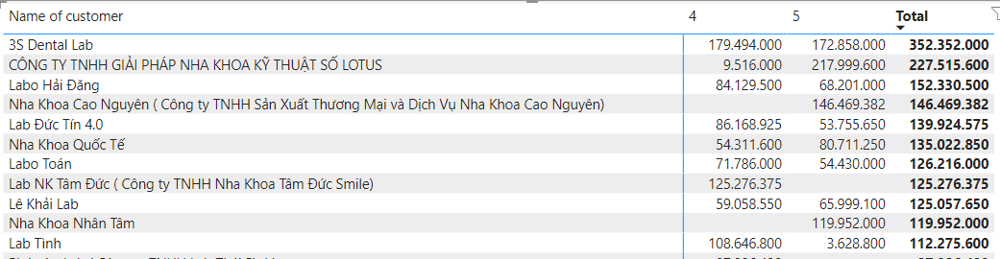 Name of customer 4 5 Total
3S Dental Lab 179.494.000 172.858.000 352.352.000
CÔNG TY TNHH GIẢI PHÁP NHA KHOA KỸ THUẬT SỐ LOTUS 9.516.000 217.999.600 227.515.600
Labo Hải Đăng 84.129.500 68.201.000 152.330.500
Nha Khoa Cao Nguyên ( Công ty TNHH Sản Xuất Thương Mại và Dịch Vụ Nha Khoa Cao Nguyên) 146.469.382 146.469.382
Lab Đức Tín 4.0 86.168.925 53.755.650 139.924.575
Nha Khoa Quốc Tế 54.311.600 80.711.250 135.022.850
Labo Toán 71.786.000 54.430.000 126.216.000
Lab NK Tâm Đức ( Công ty TNHH Nha Khoa Tâm Đức Smile) 125.276.375 125.276.375
Lê Khải Lab 59.058.550 65.999.100 125.057.650
Nha Khoa Nhân Tâm 119.952.000 119.952.000
Lab Tình 108.646.800 3.628.800 112.275.600